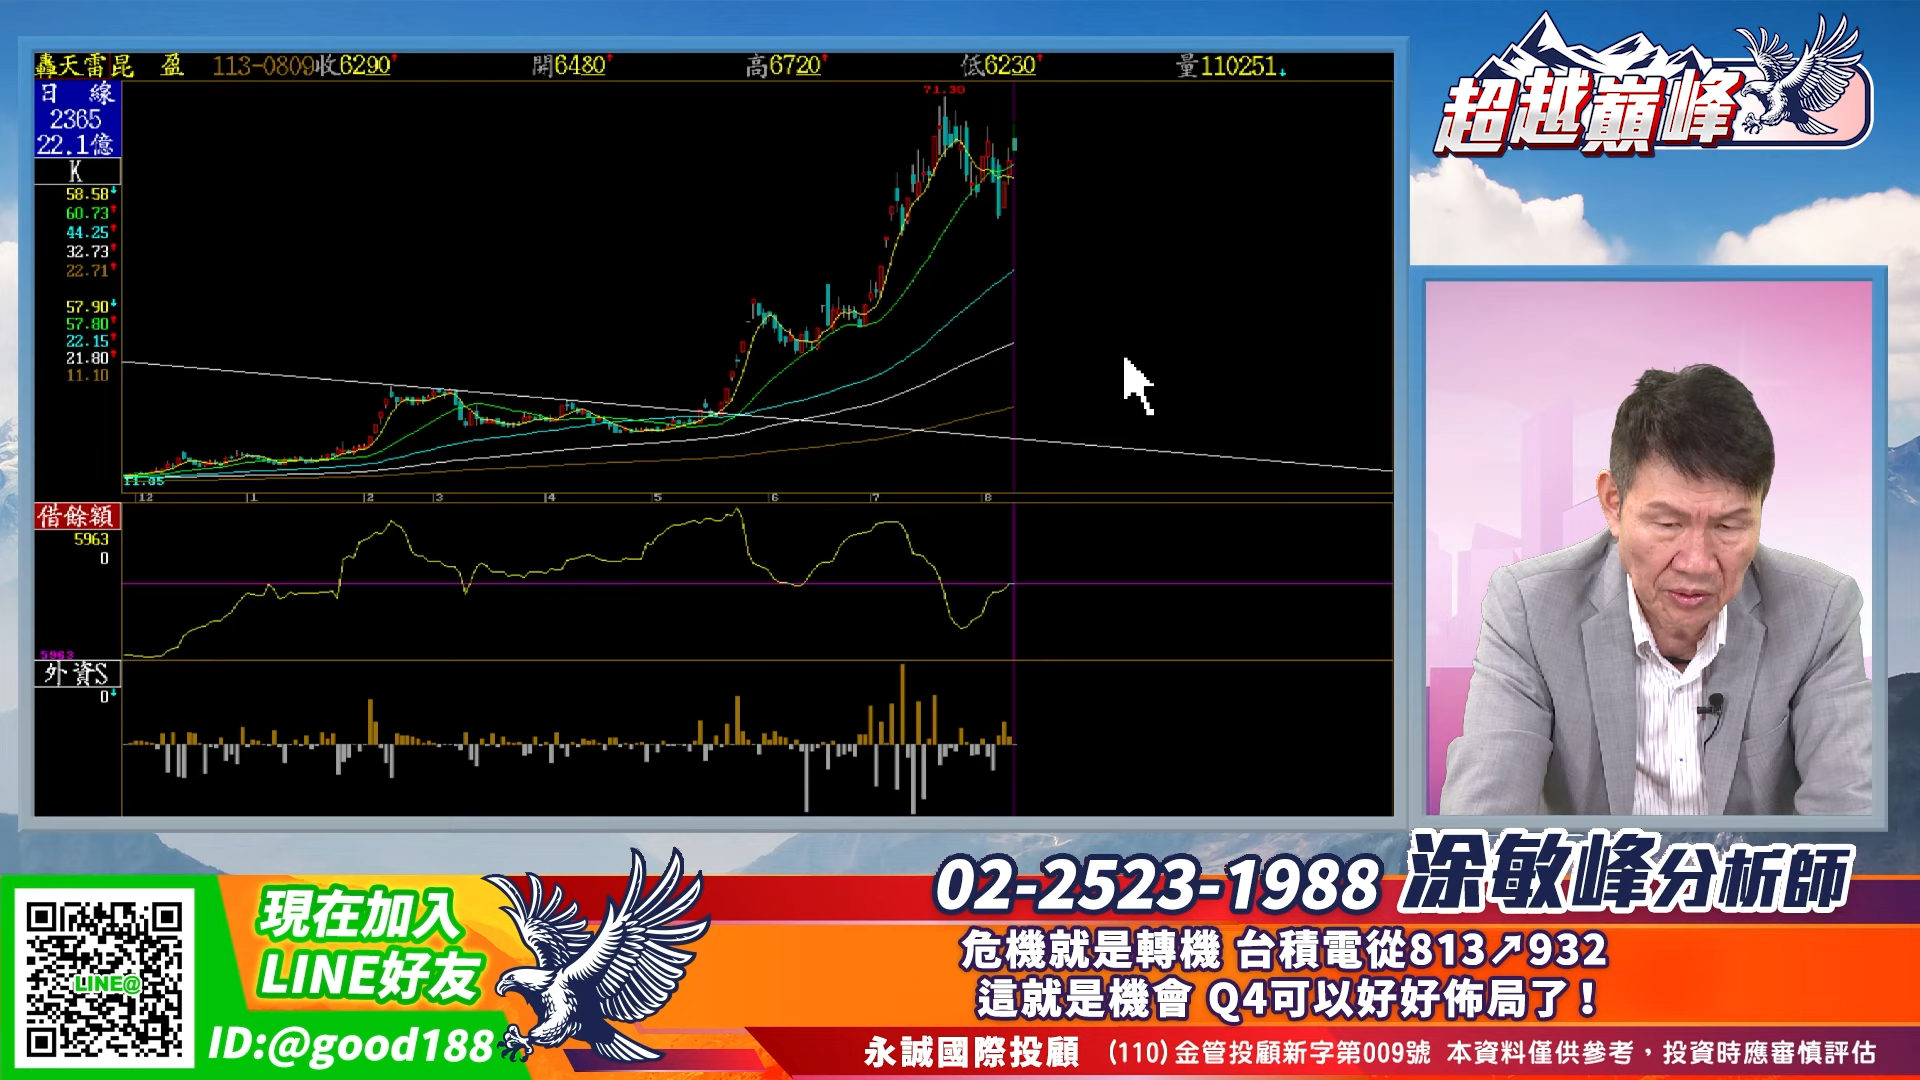 轟天雷昆 盈 113-0809收6290↑ 開6480↑ 高6720↑ 低6230↑ 量110251↓
日 線
2365
22.1億
K
58.58↓
60.73↑
44.25↑
32.73↑
22.71↑
57.90↓
57.80↑
22.15↑
21.80↑
11.10
71.30
11.05
12 1 2 3 4 5 6 7 8
借餘額
5963
0
5963
外資S
0↓
超越巔峰
02-2523-1988 涂敏峰分析師
現在加入
LINE好友
LINE@
ID:@good188
危機就是轉機 台積電從813↗932
這就是機會 Q4可以好好佈局了！
永誠國際投顧 (110)金管投顧新字第009號 本資料僅供參考，投資時應審慎評估